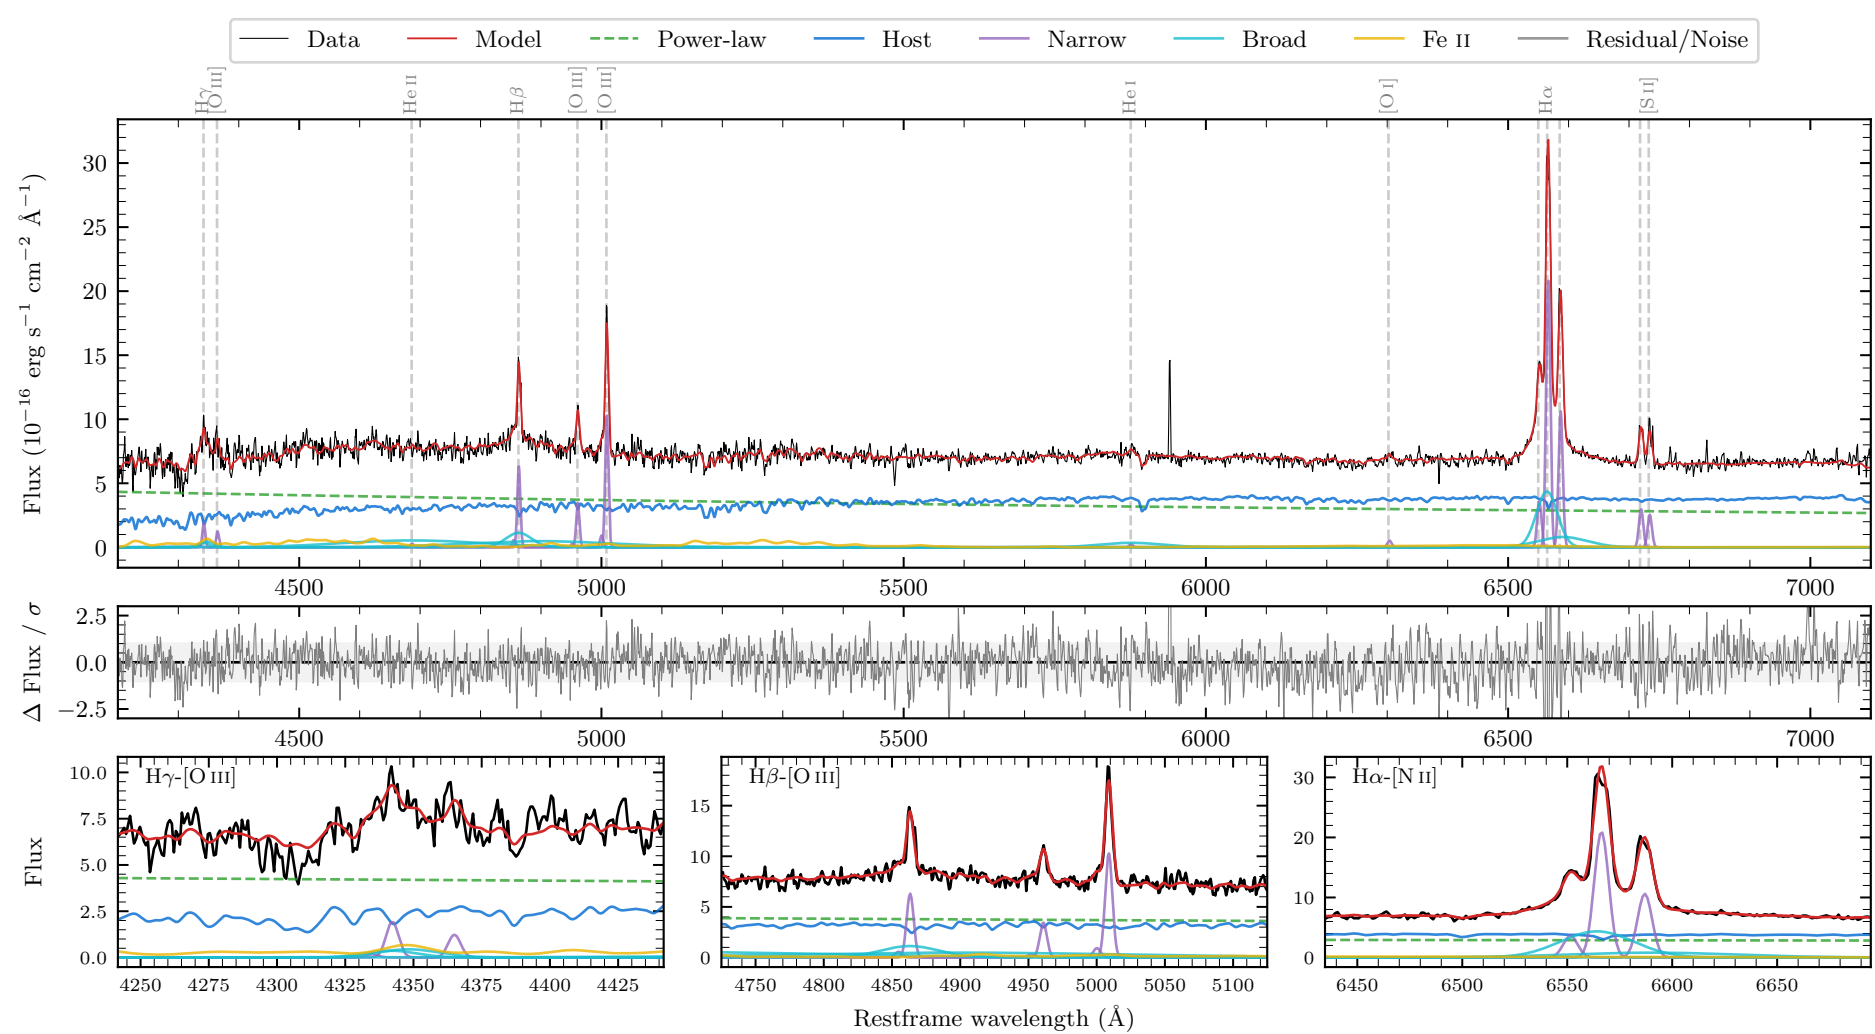 Data Model Power-law Host Narrow Broad Fe II Residual/Noise
Hγ [O III] He II Hβ [O III] [O III] He I [O I] Hα [S II]
Flux (10⁻¹⁶ erg s⁻¹ cm⁻² Å⁻¹)
30
25
20
15
10
5
0
4500 5000 5500 6000 6500 7000
Δ Flux / σ
2.5
0.0
−2.5
4500 5000 5500 6000 6500 7000
Flux
Hγ-[O III]
10.0
7.5
5.0
2.5
0.0
4250 4275 4300 4325 4350 4375 4400 4425
Hβ-[O III]
15
10
5
0
4750 4800 4850 4900 4950 5000 5050 5100
Hα-[N II]
30
20
10
0
6450 6500 6550 6600 6650
Restframe wavelength (Å)